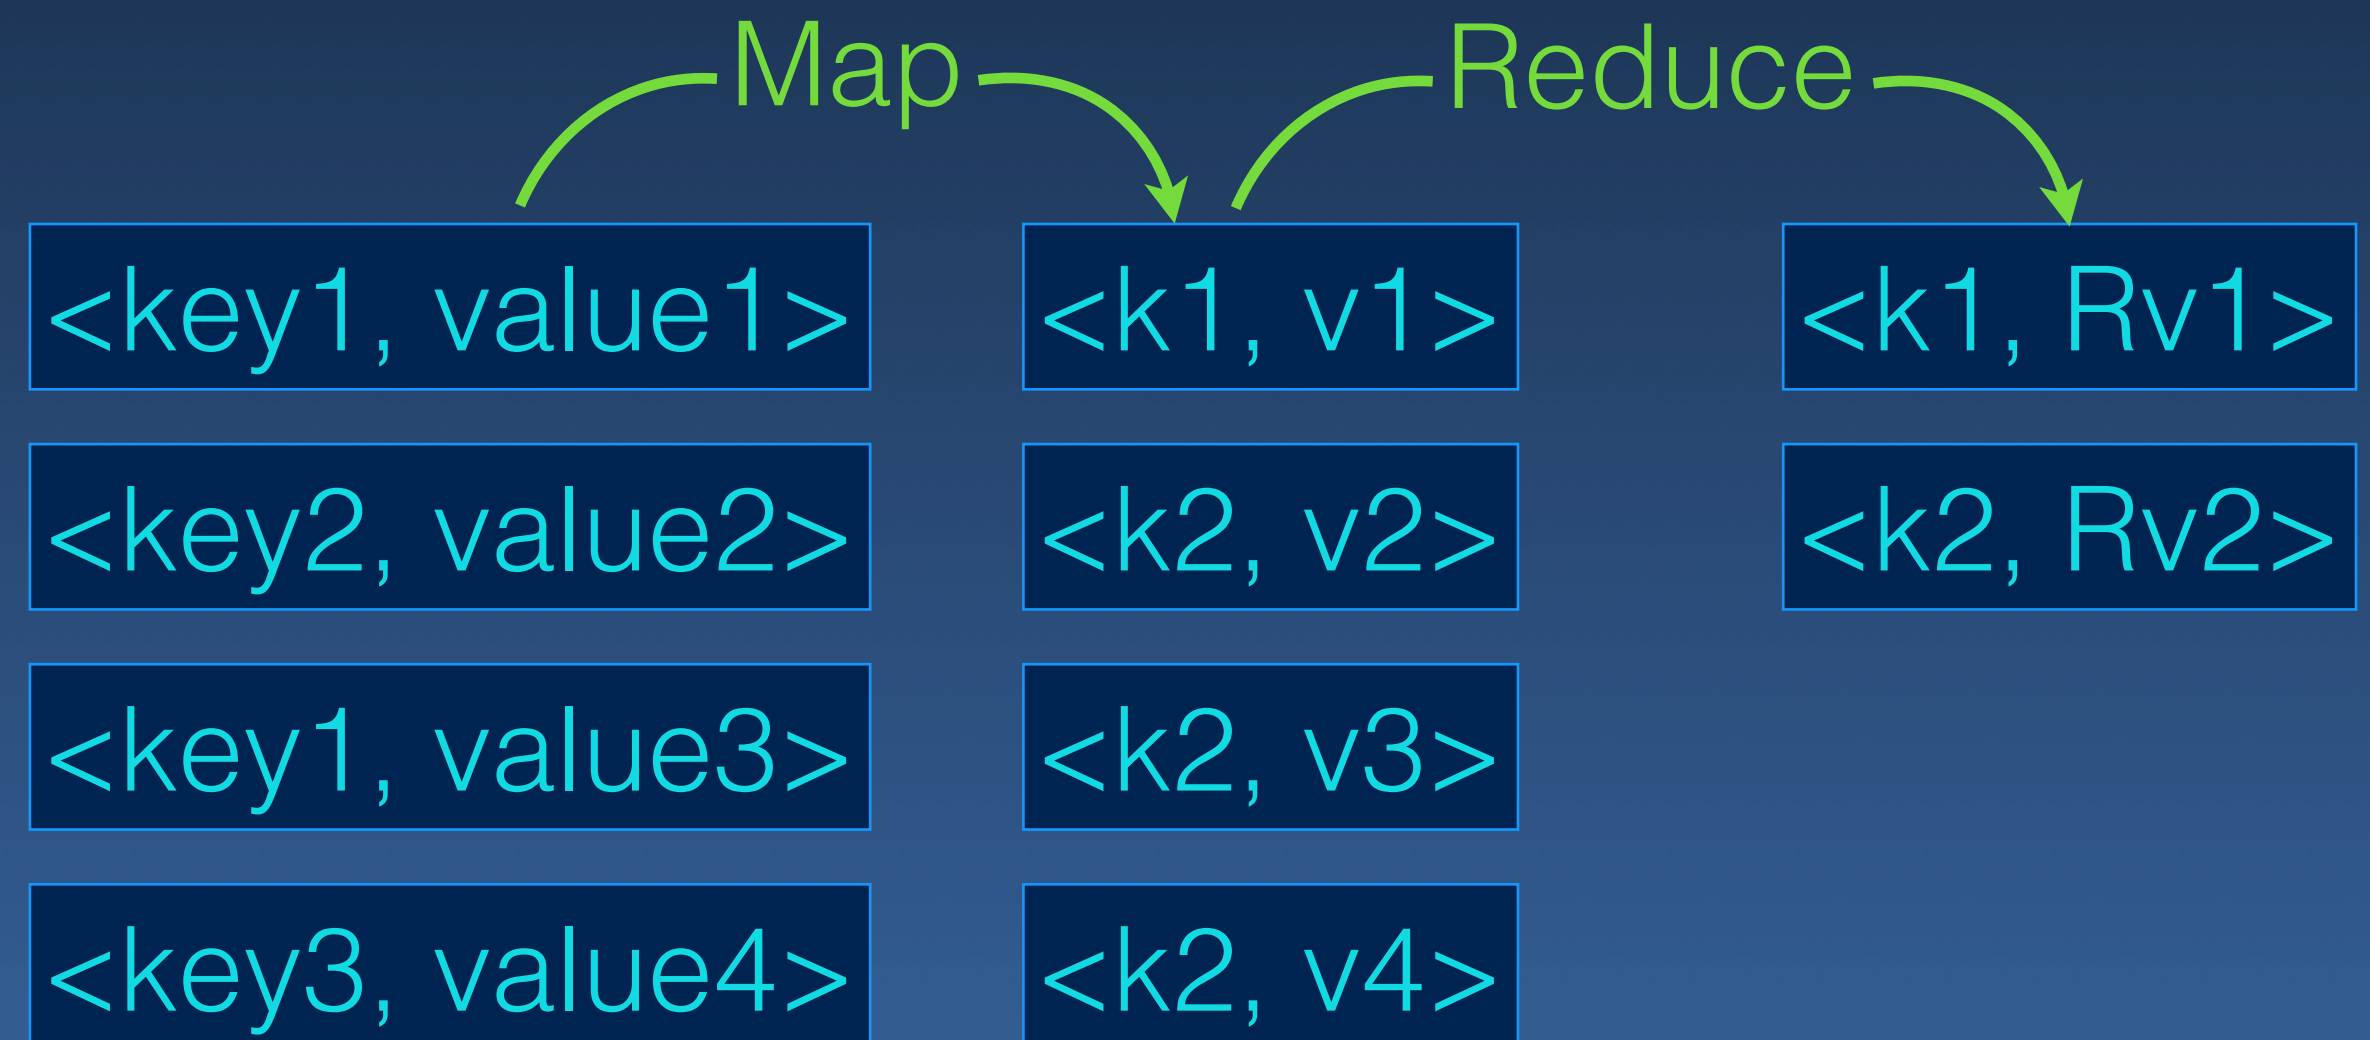 Map Reduce
<key1, value1> <k1, v1> <k1, Rv1>
<key2, value2> <k2, v2> <k2, Rv2>
<key1, value3> <k2, v3>
<key3, value4> <k2, v4>